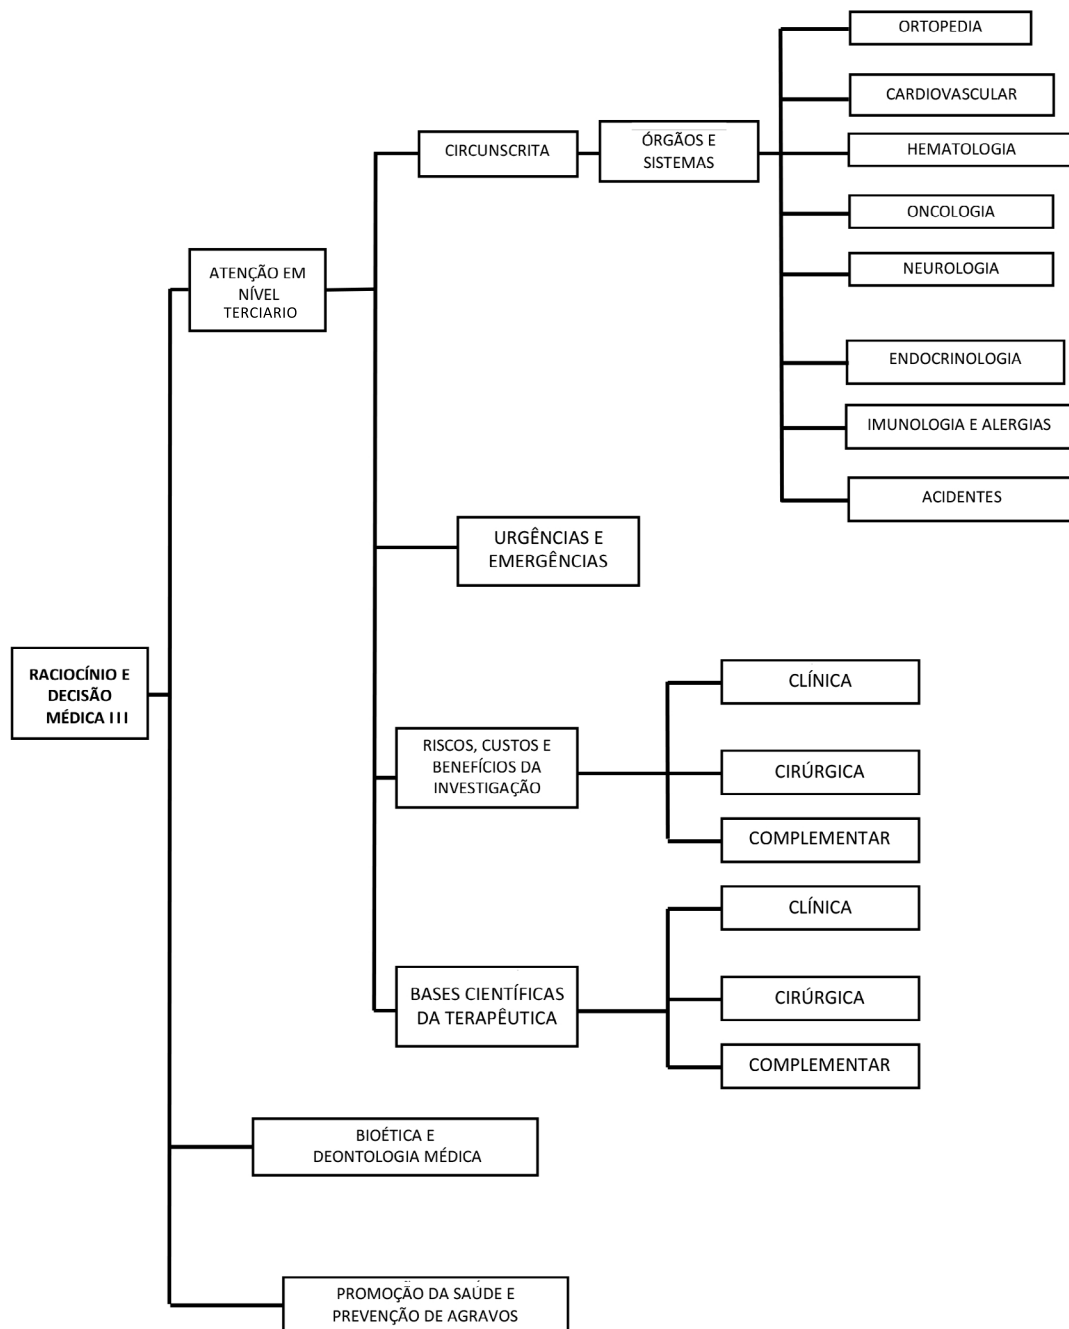 ORTOPEDIA
CARDIOVASCULAR
CIRCUNSCRITA
ÓRGÃOS E
SISTEMAS
HEMATOLOGIA
ONCOLOGIA
NEUROLOGIA
ATENÇÃO EM
NÍVEL
TERCIARIO
ENDOCRINOLOGIA
IMUNOLOGIA E ALERGIAS
ACIDENTES
URGÊNCIAS E
EMERGÊNCIAS
RACIOCÍNIO E
DECISÃO
MÉDICA III
CLÍNICA
RISCOS, CUSTOS E
BENEFÍCIOS DA
INVESTIGAÇÃO
CIRÚRGICA
COMPLEMENTAR
CLÍNICA
BASES CIENTÍFICAS
DA TERAPÊUTICA
CIRÚRGICA
COMPLEMENTAR
BIOÉTICA E
DEONTOLOGIA MÉDICA
PROMOÇÃO DA SAÚDE E
PREVENÇÃO DE AGRAVOS